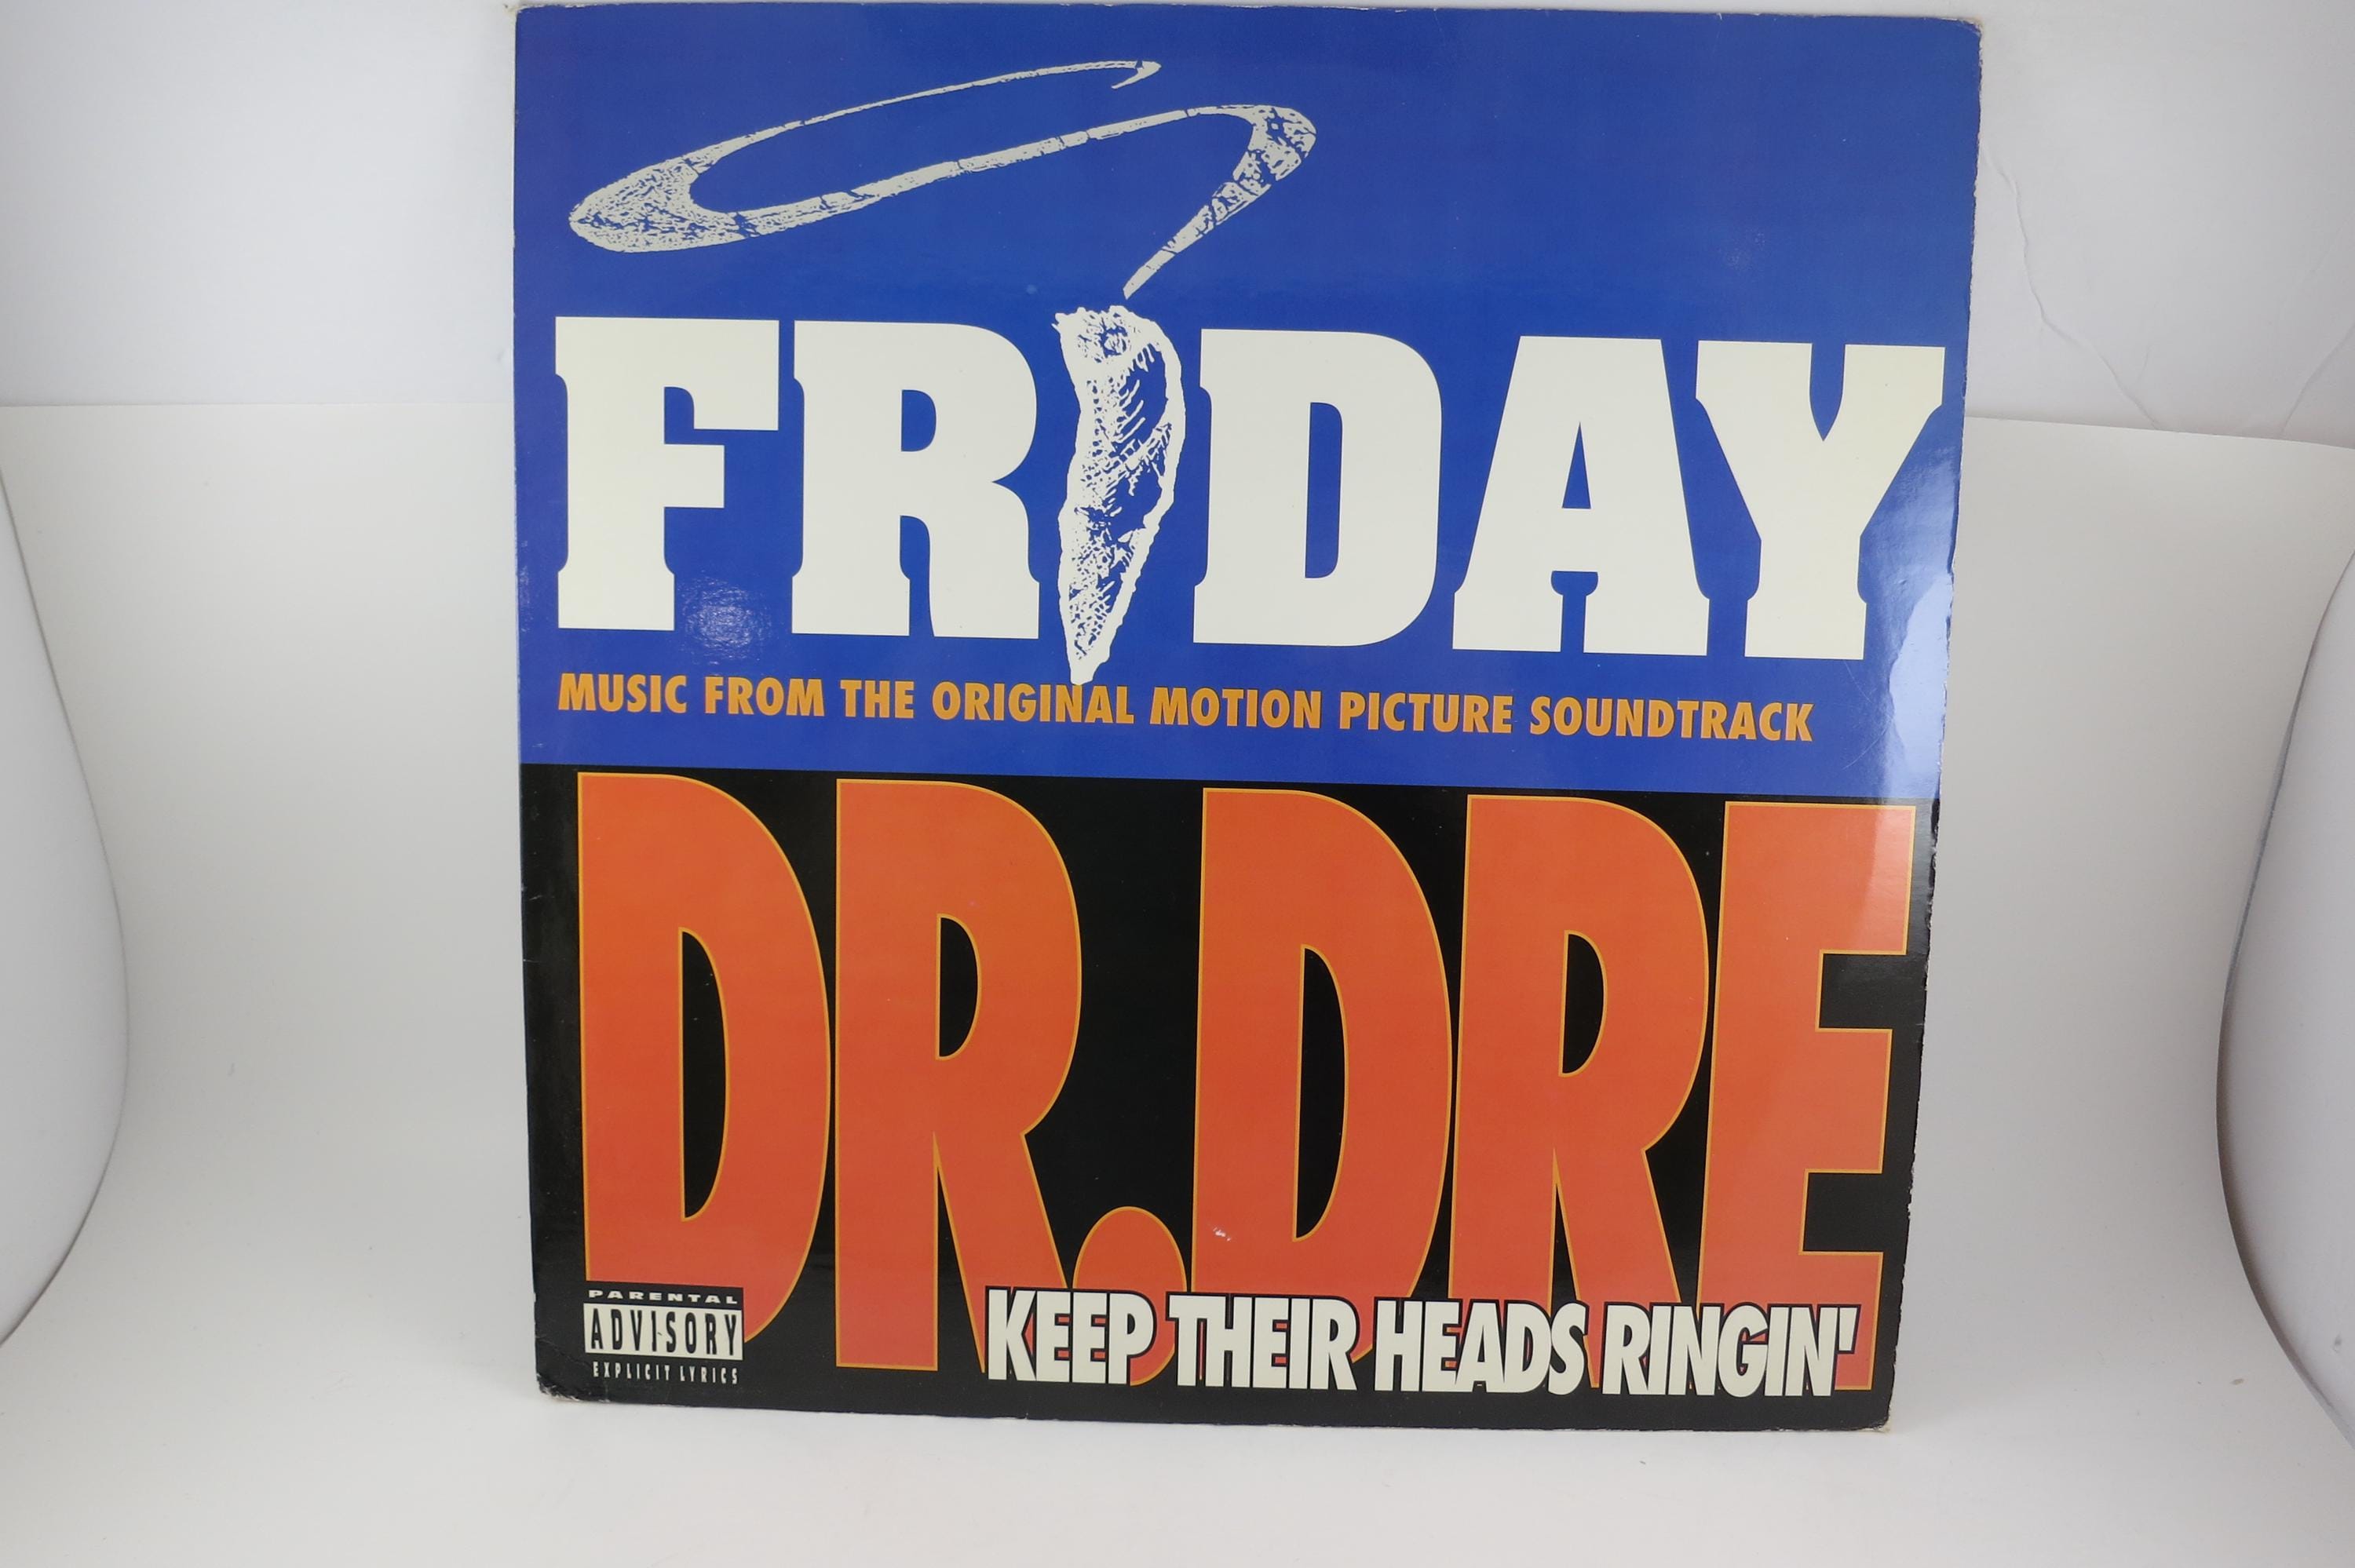 FRIDAY
MUSIC FROM THE ORIGINAL MOTION PICTURE SOUNDTRACK
DR. DRE
KEEP THEIR HEADS RINGIN'
PARENTAL
ADVISORY
EXPLICIT LYRICS